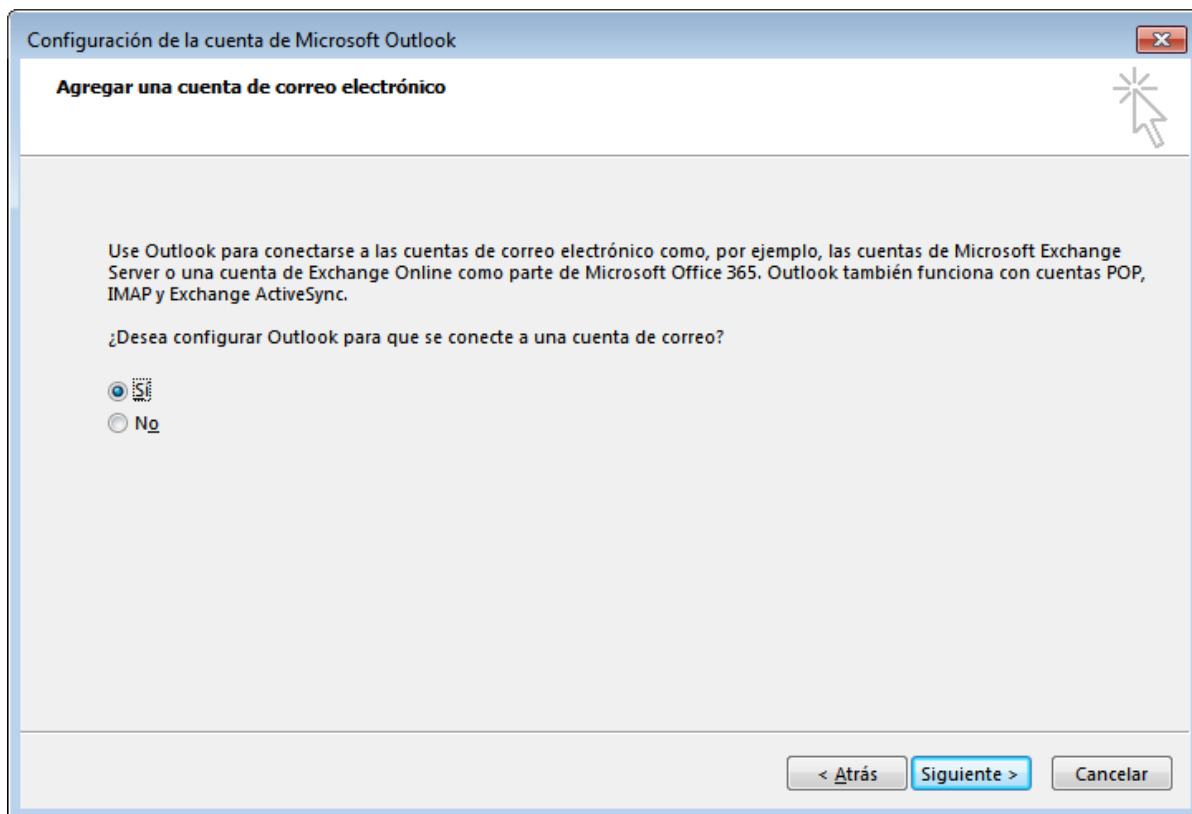 Configuración de la cuenta de Microsoft Outlook
Agregar una cuenta de correo electrónico
Use Outlook para conectarse a las cuentas de correo electrónico como, por ejemplo, las cuentas de Microsoft Exchange
Server o una cuenta de Exchange Online como parte de Microsoft Office 365. Outlook también funciona con cuentas POP,
IMAP y Exchange ActiveSync.
¿Desea configurar Outlook para que se conecte a una cuenta de correo?
Sí
No
< Atrás Siguiente > Cancelar